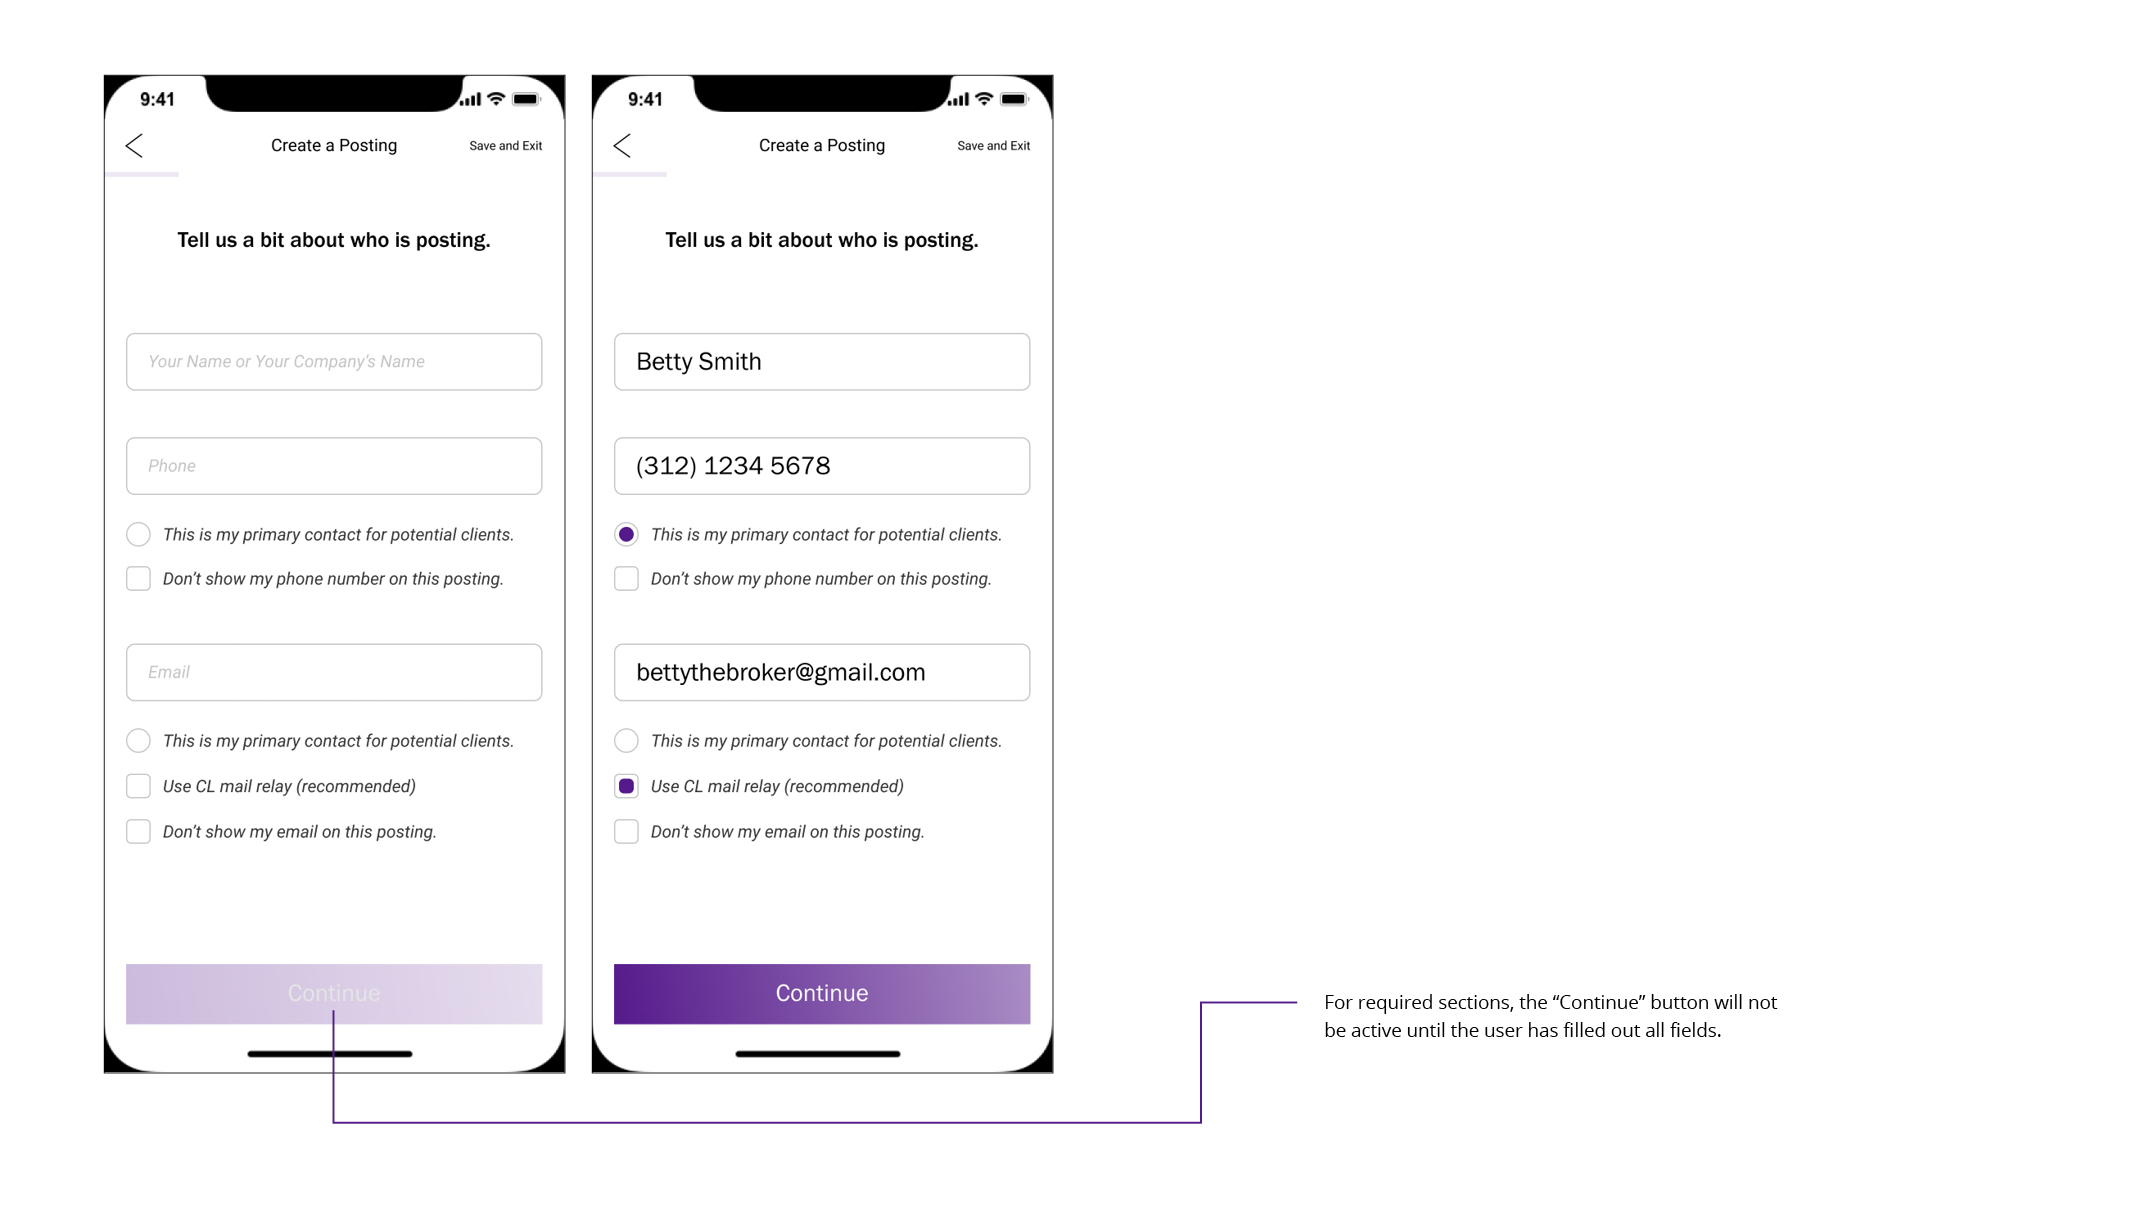 9:41
Create a Posting
Save and Exit
Tell us a bit about who is posting.
Your Name or Your Company's Name
Phone
This is my primary contact for potential clients.
Don't show my phone number on this posting.
Email
This is my primary contact for potential clients.
Use CL mail relay (recommended)
Don't show my email on this posting.
Continue
9:41
Create a Posting
Save and Exit
Tell us a bit about who is posting.
Betty Smith
(312) 1234 5678
This is my primary contact for potential clients.
Don't show my phone number on this posting.
bettythebroker@gmail.com
This is my primary contact for potential clients.
Use CL mail relay (recommended)
Don't show my email on this posting.
Continue
For required sections, the “Continue” button will not
be active until the user has filled out all fields.